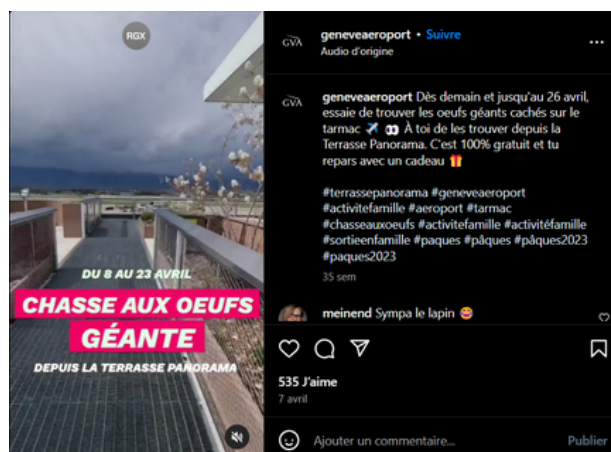 RGX
DU 8 AU 23 AVRIL
CHASSE AUX OEUFS
GÉANTE
DEPUIS LA TERRASSE PANORAMA
GVA
geneveaeroport • Suivre
Audio d'origine
GVA
geneveaeroport Dès demain et jusqu'au 26 avril,
essaie de trouver les oeufs géants cachés sur le
tarmac ✈️ 👀 À toi de les trouver depuis la
Terrasse Panorama. C'est 100% gratuit et tu
repars avec un cadeau 🎁
#terrassepanorama #geneveaeroport
#activitefamille #aeroport #tarmac
#chasseauxoeufs #activitefamille #activitéfamille
#sortieenfamille #paques #pâques #pâques2023
#paques2023
35 sem
meinend Sympa le lapin 😄
535 J'aime
7 avril
Ajouter un commentaire... Publier